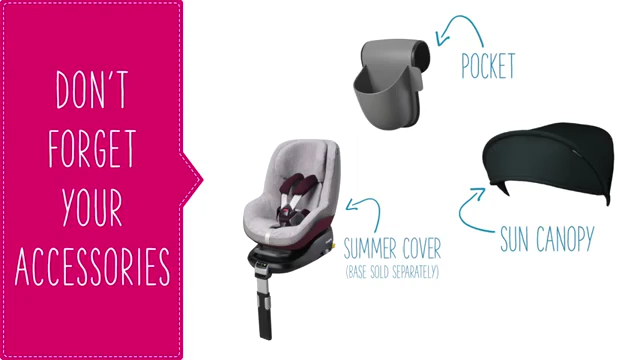 DON'T
FORGET
YOUR
ACCESSORIES
POCKET
SUMMER COVER
(BASE SOLD SEPARATELY)
SUN CANOPY